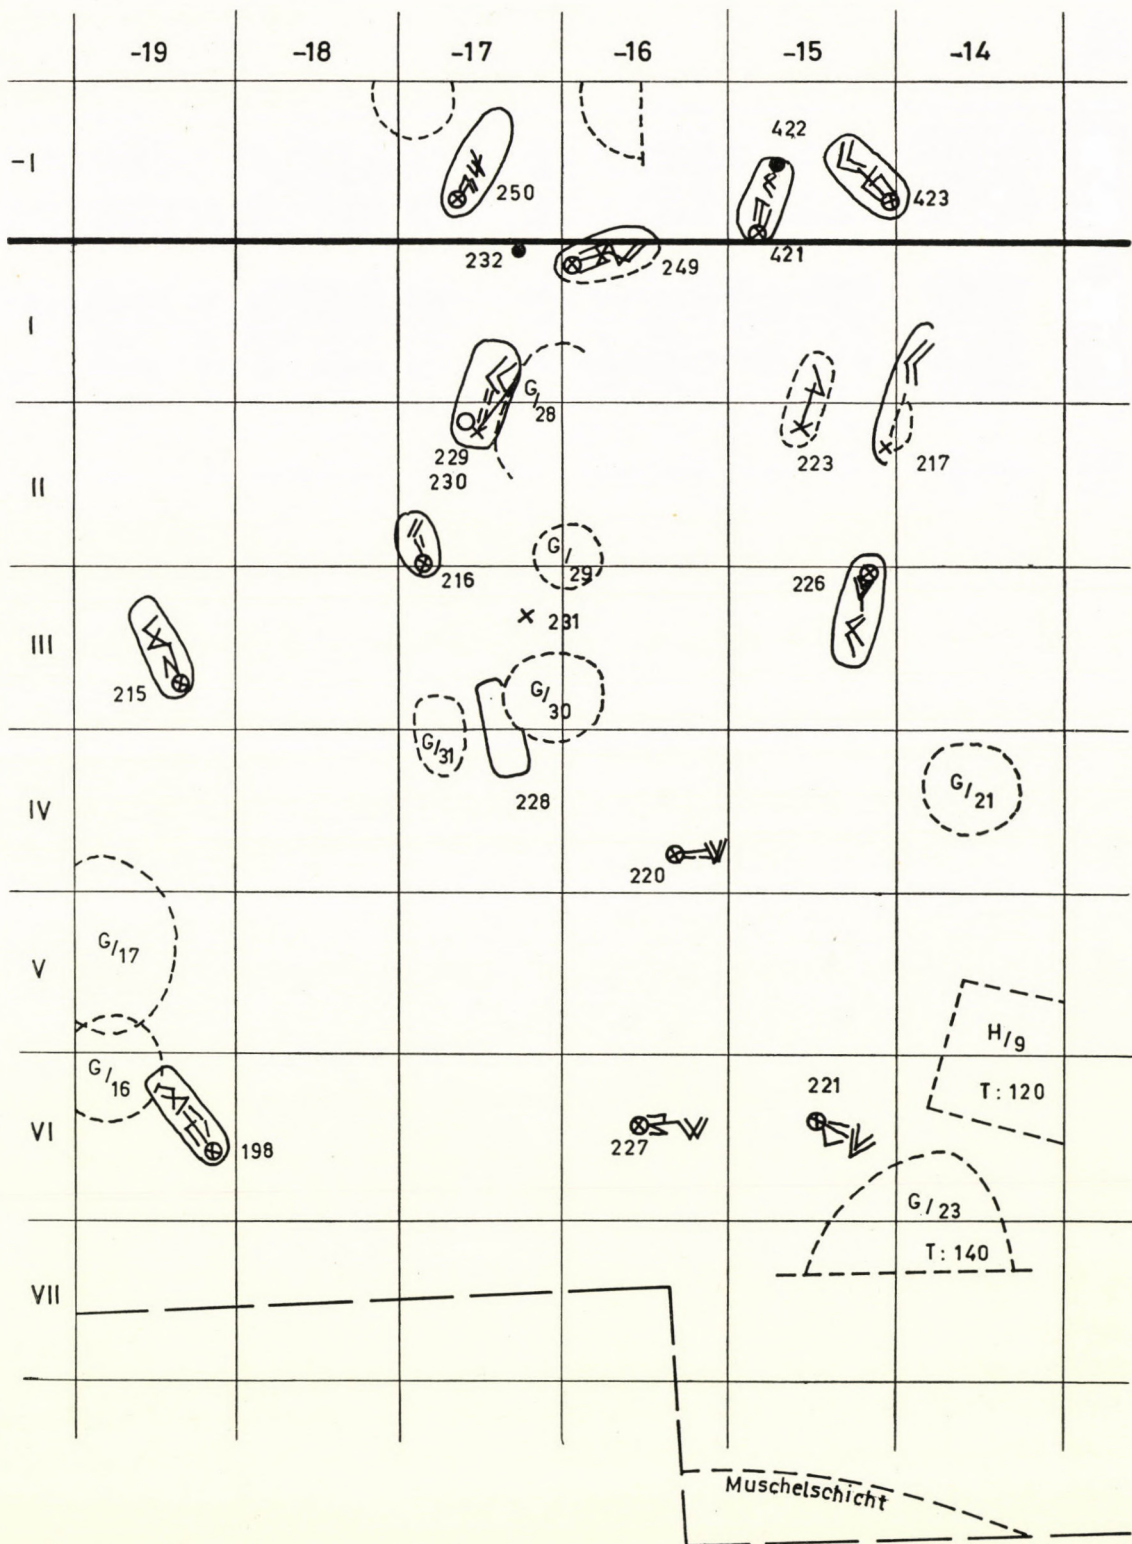 -19 -18 -17 -16 -15 -14
422
-I
250
423
232
249
421
I
G/28
229
230
223
217
II
G/29
216
226
231
III
215
G/30
G/31
228
G/21
IV
220
G/17
V
H/9
T: 120
G/16
221
VI
198
227
G/23
T: 140
VII
Muschelschicht